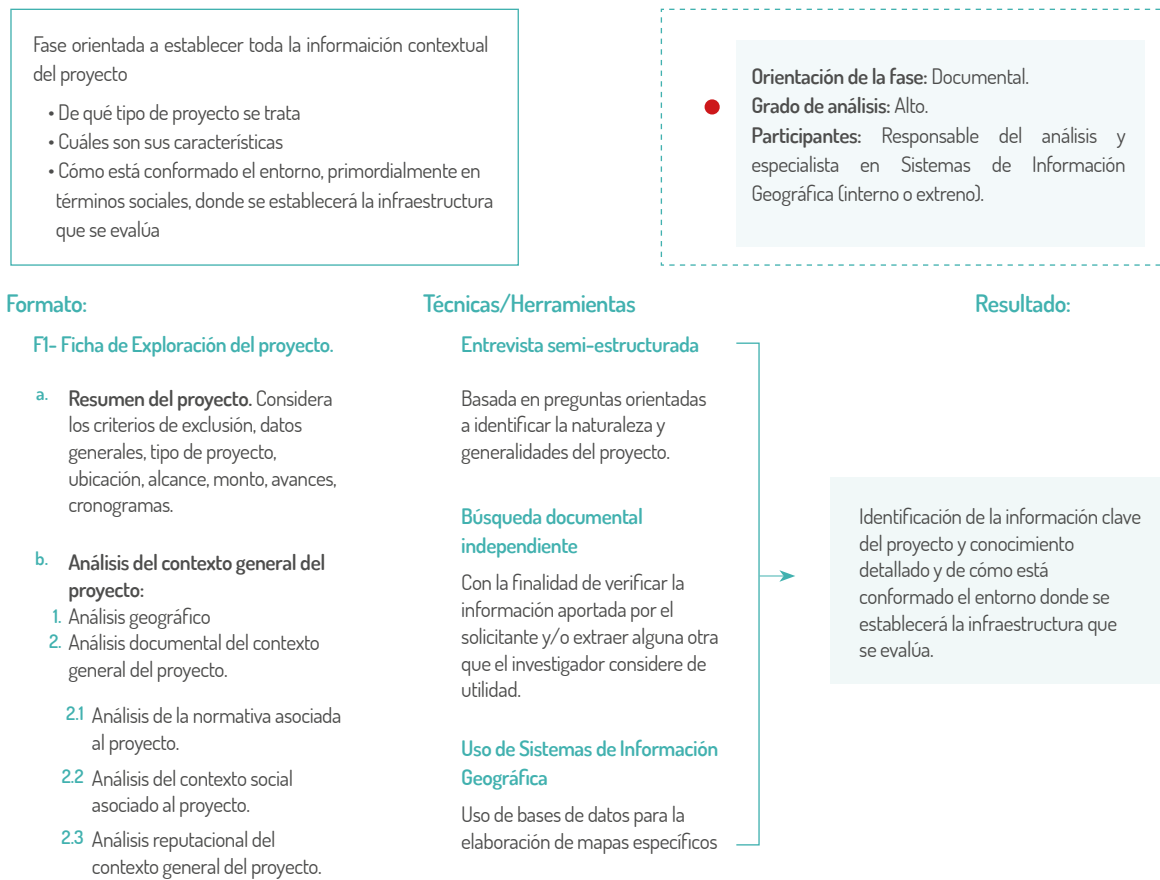 Fase orientada a establecer toda la informaición contextual
del proyecto
• De qué tipo de proyecto se trata
• Cuáles son sus características
• Cómo está conformado el entorno, primordialmente en
términos sociales, donde se establecerá la infraestructura
que se evalúa
Orientación de la fase: Documental.
Grado de análisis: Alto.
Participantes: Responsable del análisis y
especialista en Sistemas de Información
Geográfica (interno o extreno).
Formato:
F1- Ficha de Exploración del proyecto.
a. Resumen del proyecto. Considera
los criterios de exclusión, datos
generales, tipo de proyecto,
ubicación, alcance, monto, avances,
cronogramas.
b. Análisis del contexto general del
proyecto:
1. Análisis geográfico
2. Análisis documental del contexto
general del proyecto.
2.1 Análisis de la normativa asociada
al proyecto.
2.2 Análisis del contexto social
asociado al proyecto.
2.3 Análisis reputacional del
contexto general del proyecto.
Técnicas/Herramientas
Entrevista semi-estructurada
Basada en preguntas orientadas
a identificar la naturaleza y
generalidades del proyecto.
Búsqueda documental
independiente
Con la finalidad de verificar la
información aportada por el
solicitante y/o extraer alguna otra
que el investigador considere de
utilidad.
Uso de Sistemas de Información
Geográfica
Uso de bases de datos para la
elaboración de mapas específicos
Resultado:
Identificación de la información clave
del proyecto y conocimiento
detallado y de cómo está
conformado el entorno donde se
establecerá la infraestructura que
se evalúa.